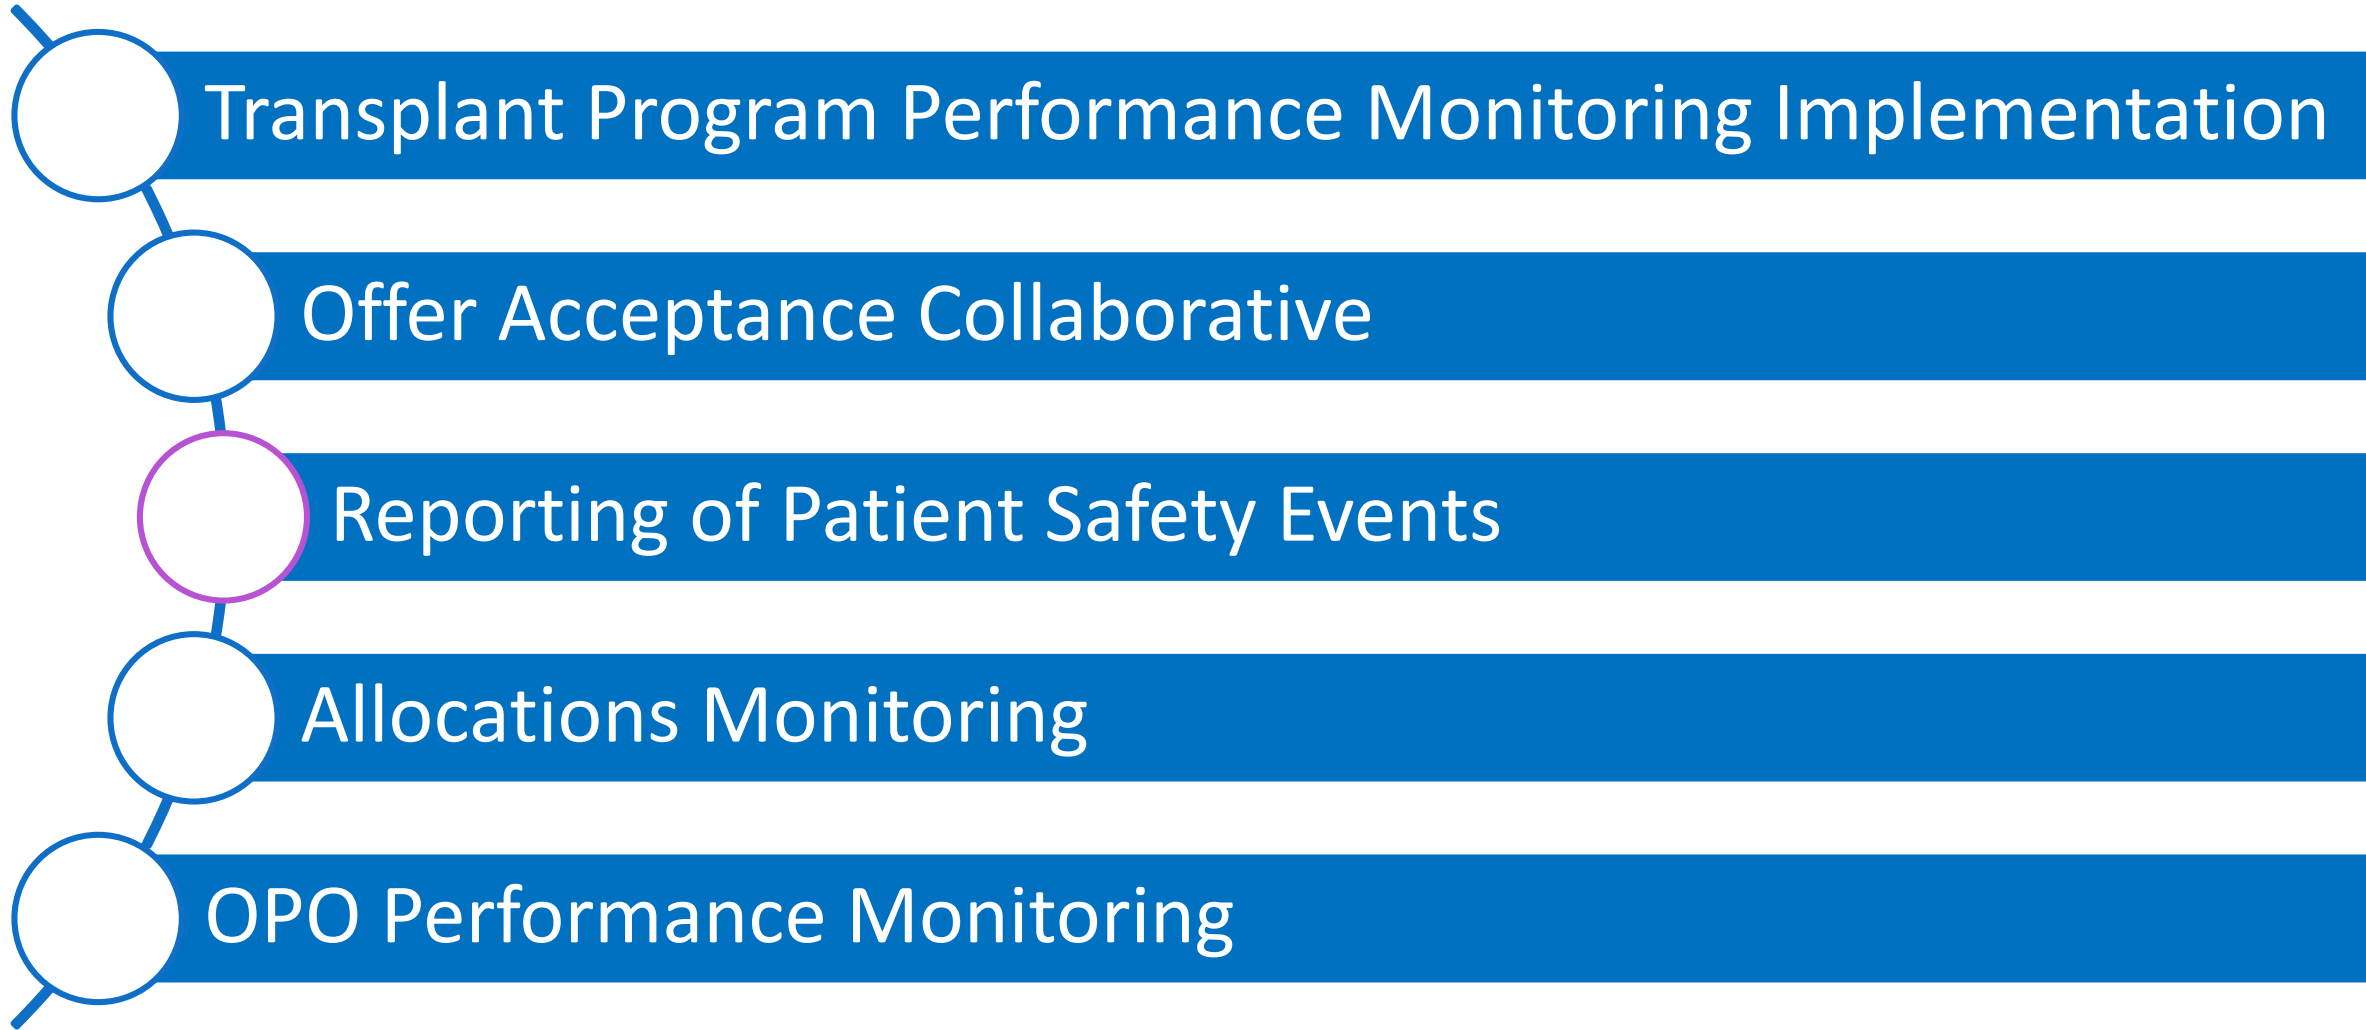 Transplant Program Performance Monitoring Implementation
Offer Acceptance Collaborative
Reporting of Patient Safety Events
Allocations Monitoring
OPO Performance Monitoring